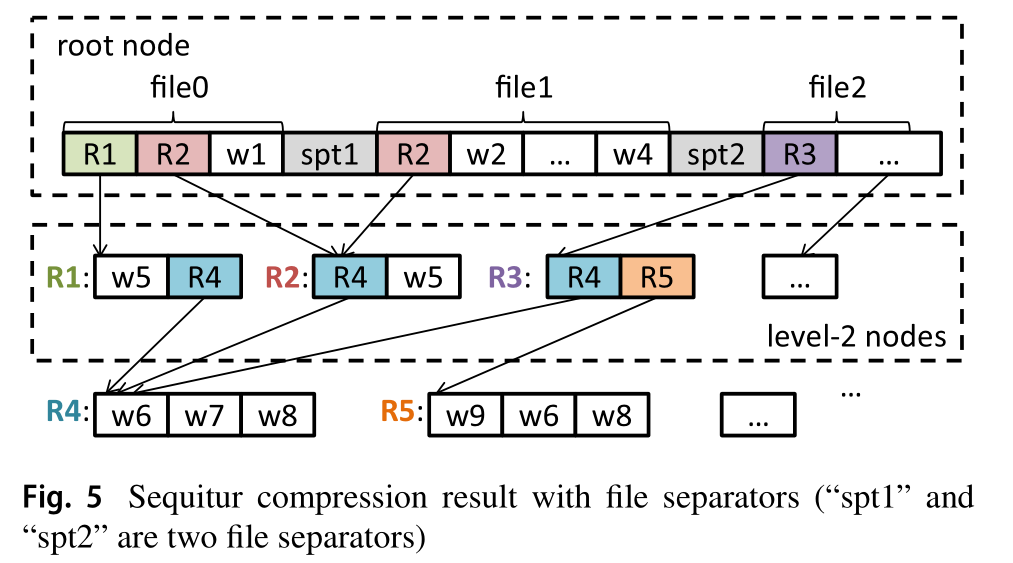 root node
file0 file1 file2
R1 R2 w1 spt1 R2 w2 ... w4 spt2 R3 ...
R1: w5 R4 R2: R4 w5 R3: R4 R5 ...
level-2 nodes
...
R4: w6 w7 w8 R5: w9 w6 w8 ...
Fig. 5 Sequitur compression result with file separators (“spt1” and
“spt2” are two file separators)